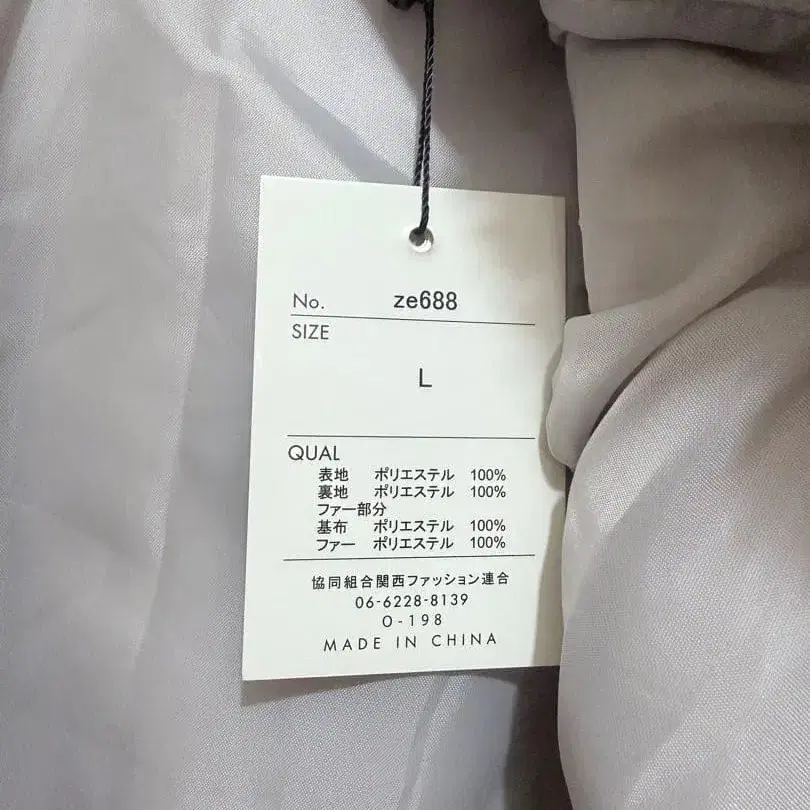 No. ze688
SIZE
L
QUAL
表地 ポリエステル 100%
裏地 ポリエステル 100%
ファー部分
基布 ポリエステル 100%
ファー ポリエステル 100%
協同組合関西ファッション連合
06-6228-8139
O-198
MADE IN CHINA